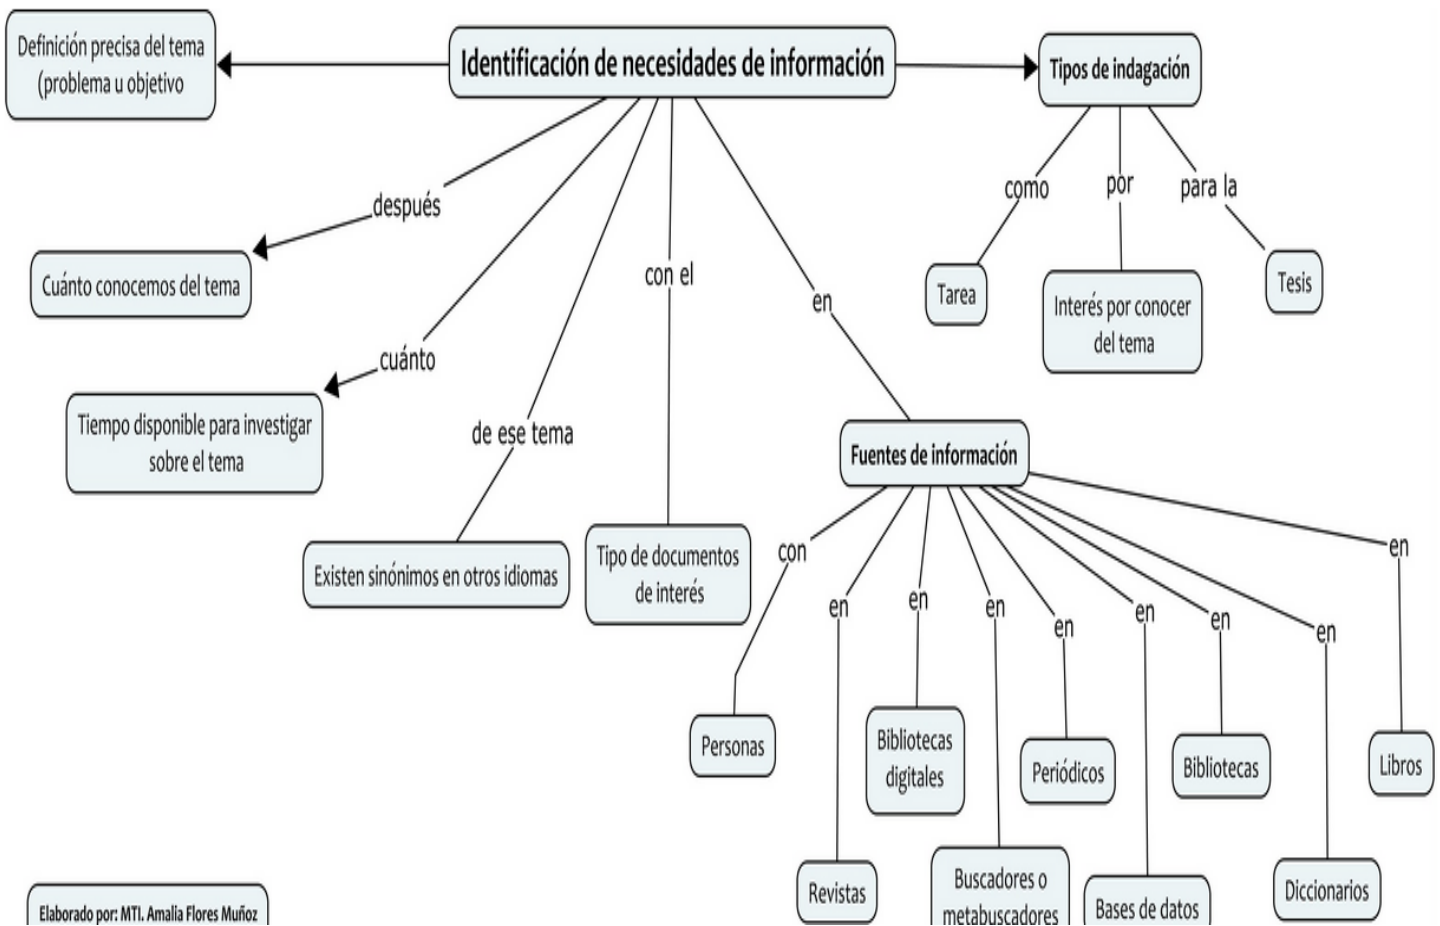 Definición precisa del tema
(problema u objetivo
Identificación de necesidades de información
Tipos de indagación
como
por
para la
Tarea
Interés por conocer
del tema
Tesis
después
Cuánto conocemos del tema
cuánto
Tiempo disponible para investigar
sobre el tema
de ese tema
Existen sinónimos en otros idiomas
con el
Tipo de documentos
de interés
en
Fuentes de información
con
en
en
en
en
en
en
en
en
Personas
Revistas
Bibliotecas
digitales
Buscadores o
metabuscadores
Periódicos
Bases de datos
Bibliotecas
Diccionarios
Libros
Elaborado por: MTI. Amalia Flores Muñoz